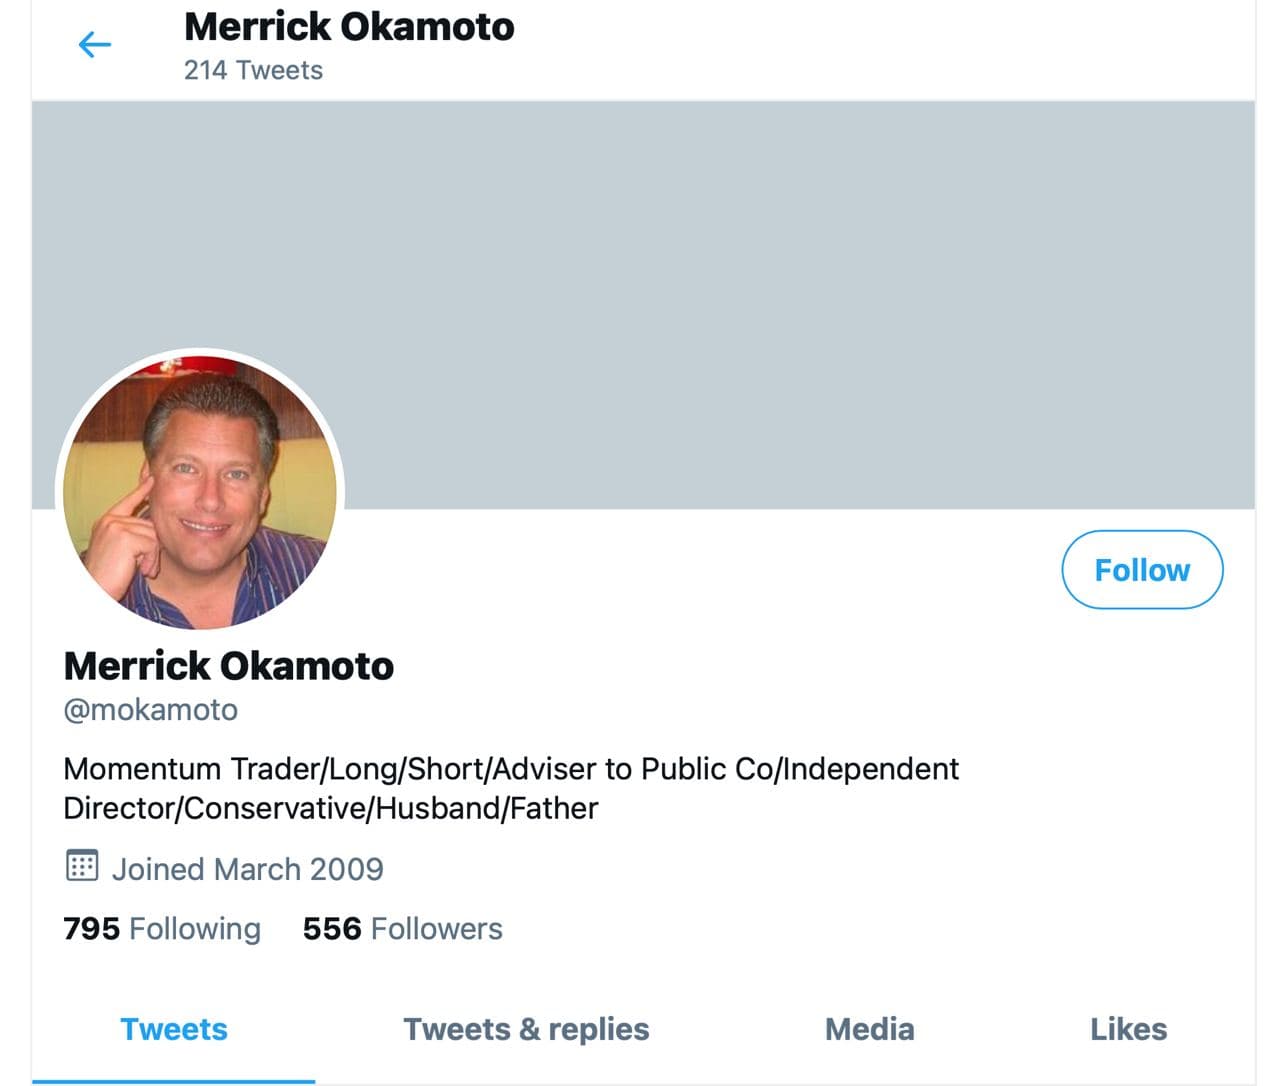 Merrick Okamoto
214 Tweets
Follow
Merrick Okamoto
@mokamoto
Momentum Trader/Long/Short/Adviser to Public Co/Independent
Director/Conservative/Husband/Father
Joined March 2009
795 Following 556 Followers
Tweets Tweets & replies Media Likes